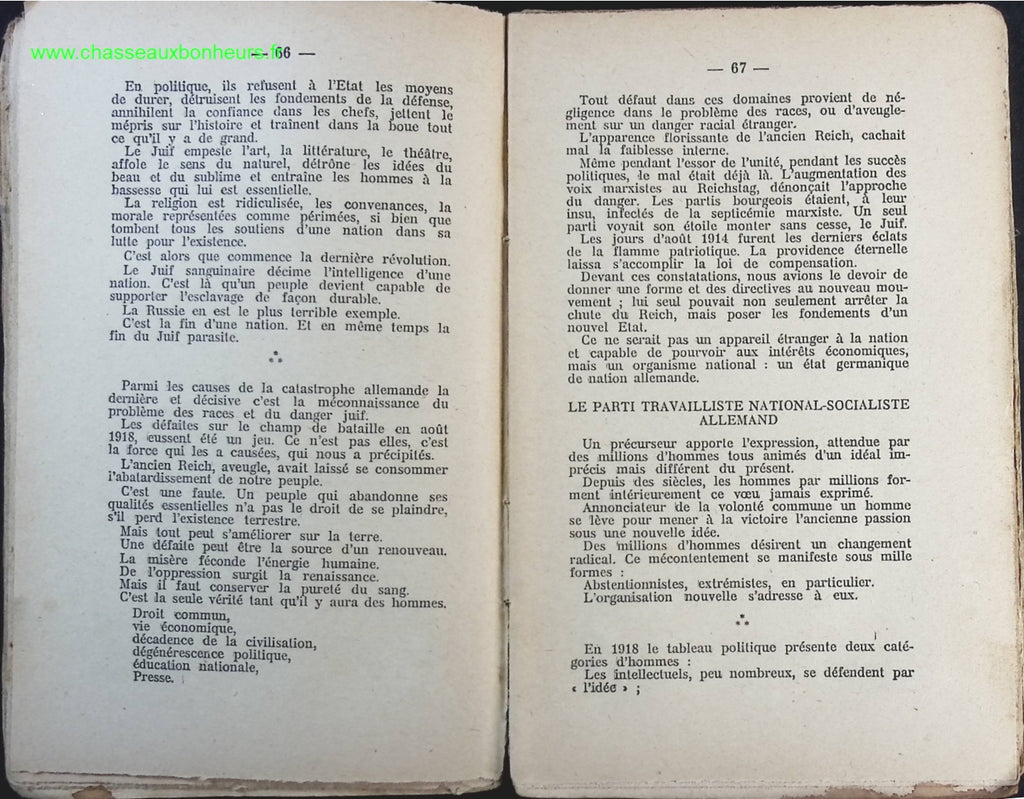 www.chasseauxbonheurs.fr
— 66 —
En politique, ils refusent à l'Etat les moyens
de durer, détruisent les fondements de la défense,
annihilent la confiance dans les chefs, jettent le
mépris sur l'histoire et traînent dans la boue tout
ce qu'il y a de grand.
Le Juif empeste l'art, la littérature, le théâtre,
affole le sens du naturel, détrône les idées du
beau et du sublime et entraîne les hommes à la
bassesse qui lui est essentielle.
La religion est ridiculisée, les convenances, la
morale représentées comme périmées, si bien que
tombent tous les soutiens d'une nation dans sa
lutte pour l'existence.
C'est alors que commence la dernière révolution.
Le Juif sanguinaire décime l'intelligence d'une
nation. C'est là qu'un peuple devient capable de
supporter l'esclavage de façon durable.
La Russie en est le plus terrible exemple.
C'est la fin d'une nation. Et en même temps la
fin du Juif parasite.
Parmi les causes de la catastrophe allemande la
dernière et décisive c'est la méconnaissance du
problème des races et du danger juif.
Les défaites sur le champ de bataille en août
1918, eussent été un jeu. Ce n'est pas elles, c'est
la force qui les a causées, qui nous a précipités.
L'ancien Reich, aveugle, avait laissé se consommer
l'abatardissement de notre peuple.
C'est une faute. Un peuple qui abandonne ses
qualités essentielles n'a pas le droit de se plaindre,
s'il perd l'existence terrestre.
Mais tout peut s'améliorer sur la terre.
Une défaite peut être la source d'un renouveau.
La misère féconde l'énergie humaine.
De l'oppression surgit la renaissance.
Mais il faut conserver la pureté du sang.
C'est la seule vérité tant qu'il y aura des hommes.
Droit commun,
vie économique,
décadence de la civilisation,
dégénérescence politique,
éducation nationale,
Presse.
— 67 —
Tout défaut dans ces domaines provient de né-
gligence dans le problème des races, ou d'aveugle-
ment sur un danger racial étranger.
L'apparence florissante de l'ancien Reich, cachait
mal la faiblesse interne.
Même pendant l'essor de l'unité, pendant les succès
politiques, le mal était déjà là. L'augmentation des
voix marxistes au Reichstag, dénonçait l'approche
du danger. Les partis bourgeois étaient, à leur
insu, infectés de la septicémie marxiste. Un seul
parti voyait son étoile monter sans cesse, le Juif.
Les jours d'août 1914 furent les derniers éclats
de la flamme patriotique. La providence éternelle
laissa s'accomplir la loi de compensation.
Devant ces constatations, nous avions le devoir de
donner une forme et des directives au nouveau mou-
vement ; lui seul pouvait non seulement arrêter la
chute du Reich, mais poser les fondements d'un
nouvel Etat.
Ce ne serait pas un appareil étranger à la nation
et capable de pourvoir aux intérêts économiques,
mais un organisme national : un état germanique
de nation allemande.
LE PARTI TRAVAILLISTE NATIONAL-SOCIALISTE
ALLEMAND
Un précurseur apporte l'expression, attendue par
des millions d'hommes tous animés d'un idéal im-
précis mais différent du présent.
Depuis des siècles, les hommes par millions for-
ment intérieurement ce vœu jamais exprimé.
Annonciateur de la volonté commune un homme
se lève pour mener à la victoire l'ancienne passion
sous une nouvelle idée.
Des millions d'hommes désirent un changement
radical. Ce mécontentement se manifeste sous mille
formes :
Abstentionnistes, extrémistes, en particulier.
L'organisation nouvelle s'adresse à eux.
En 1918 le tableau politique présente deux caté-
gories d'hommes :
Les intellectuels, peu nombreux, se défendent par
« l'idée » ;